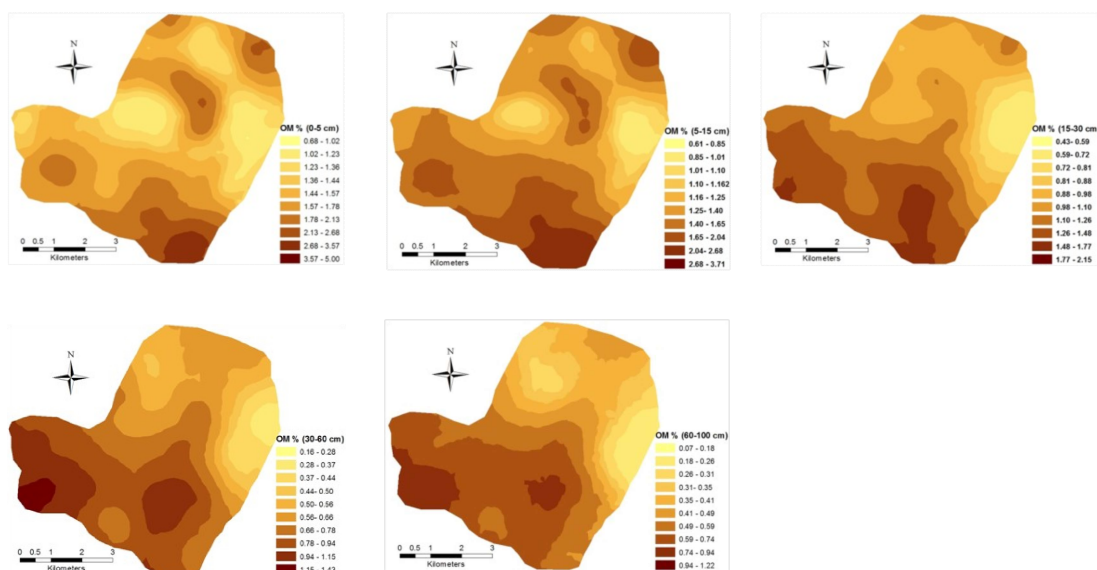 N
OM % (0-5 cm)
0.68 - 1.02
1.02 - 1.23
1.23 - 1.36
1.36 - 1.44
1.44 - 1.57
1.57 - 1.78
1.78 - 2.13
2.13 - 2.68
2.68 - 3.57
3.57 - 5.00
0 0.5 1 2 3
Kilometers
N
OM % (5-15 cm)
0.61 - 0.85
0.85 - 1.01
1.01 - 1.10
1.10 - 1.162
1.16 - 1.25
1.25- 1.40
1.40 - 1.65
1.65 - 2.04
2.04- 2.68
2.68 - 3.71
0 0.5 1 2 3
Kilometers
N
OM % (15-30 cm
0.43- 0.59
0.59- 0.72
0.72 - 0.81
0.81 - 0.88
0.88 - 0.98
0.98 - 1.10
1.10 - 1.26
1.26 - 1.48
1.48 - 1.77
1.77 - 2.15
0 0.5 1 2 3
Kilometers
N
OM % (30-60 cm)
0.16 - 0.28
0.28 - 0.37
0.37 - 0.44
0.44- 0.50
0.50- 0.56
0.56- 0.66
0.66 - 0.78
0.78 - 0.94
0.94 - 1.15
1.15 - 1.43
0 0.5 1 2 3
Kilometers
N
OM % (60-100 cm)
0.07 - 0.18
0.18 - 0.26
0.26 - 0.31
0.31- 0.35
0.35 - 0.41
0.41 - 0.49
0.49 - 0.59
0.59 - 0.74
0.74 - 0.94
0.94 - 1.22
0 0.5 1 2 3
Kilometers